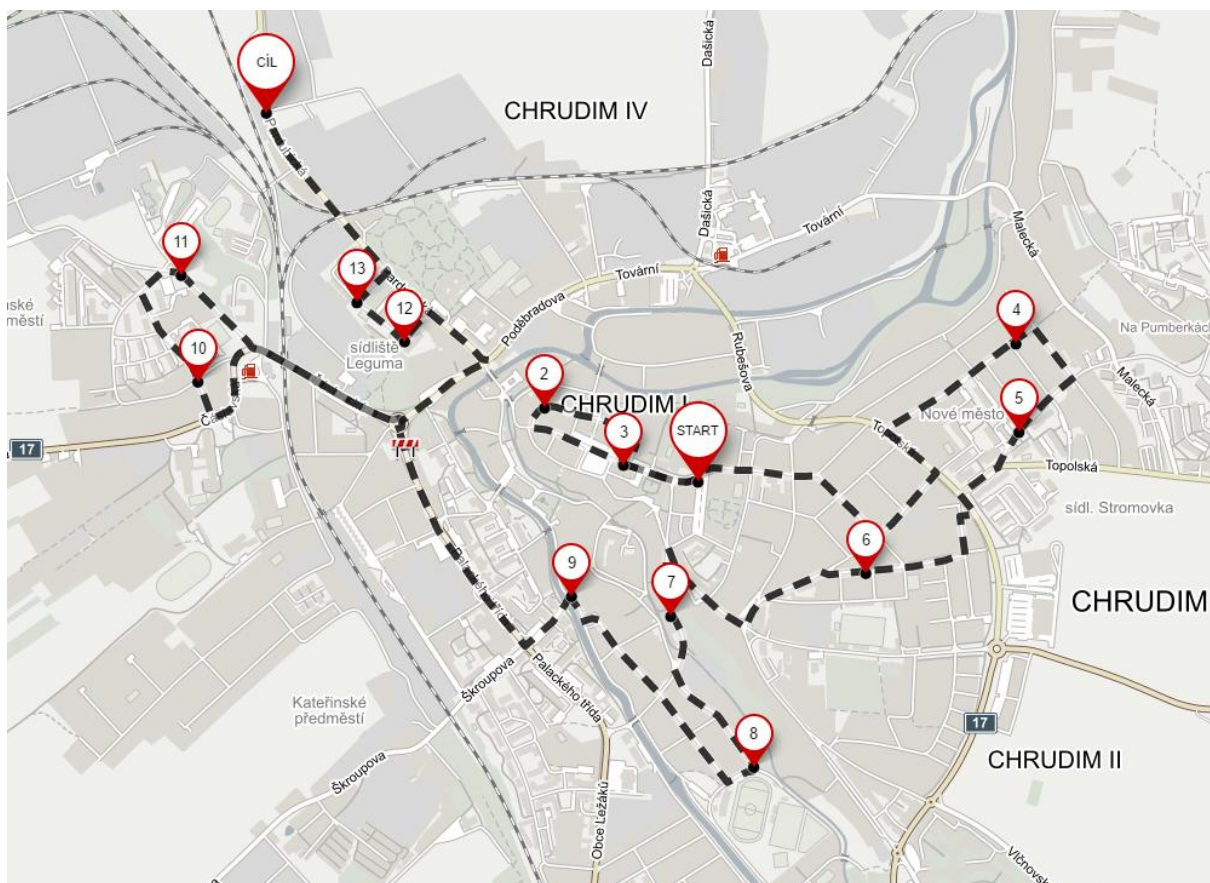 CÍL
CHRUDIM IV
Dašická
Dašická
Tovární
Malecká
11
13
Tovární
12
Poděbradova
4
Na Pumberkách
sídliště
Leguma
Rubešova
10
2
CHRUDIM I
Malecká
5
Nové město
3
START
17
Topolská
sídl. Stromovka
6
9
7
CHRUDIM
Škroupova
Palackého třída
Kateřinské
předměstí
17
8
CHRUDIM II
Škroupova
Obce Ležáků